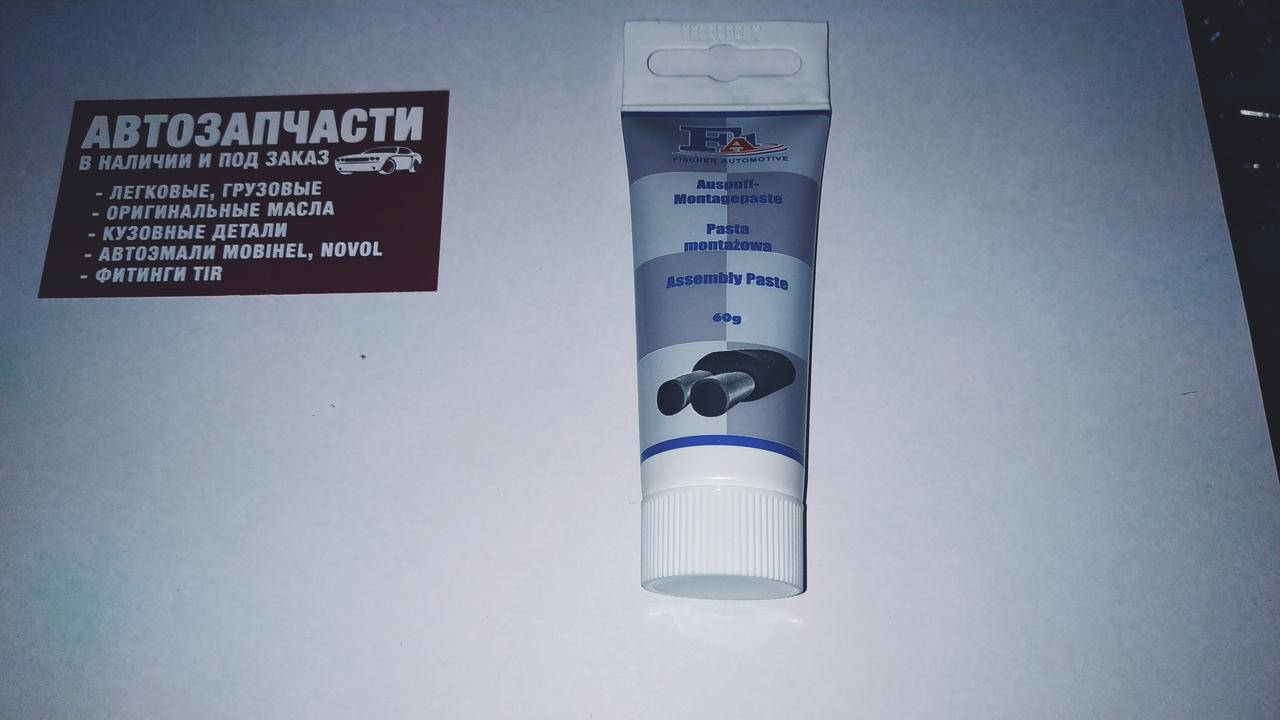 АВТОЗАПЧАСТИ
В НАЛИЧИИ И ПОД ЗАКАЗ
- ЛЕГКОВЫЕ, ГРУЗОВЫЕ
- ОРИГИНАЛЬНЫЕ МАСЛА
- КУЗОВНЫЕ ДЕТАЛИ
- АВТОЭМАЛИ MOBIHEL, NOVOL
- ФИТИНГИ TIR
FA1
FISCHER AUTOMOTIVE
Auspuff-
Montagepaste
Pasta
montażowa
Assembly Paste
60g